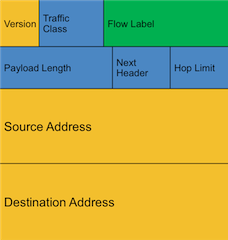 Version Traffic Class Flow Label
Payload Length Next Header Hop Limit
Source Address
Destination Address